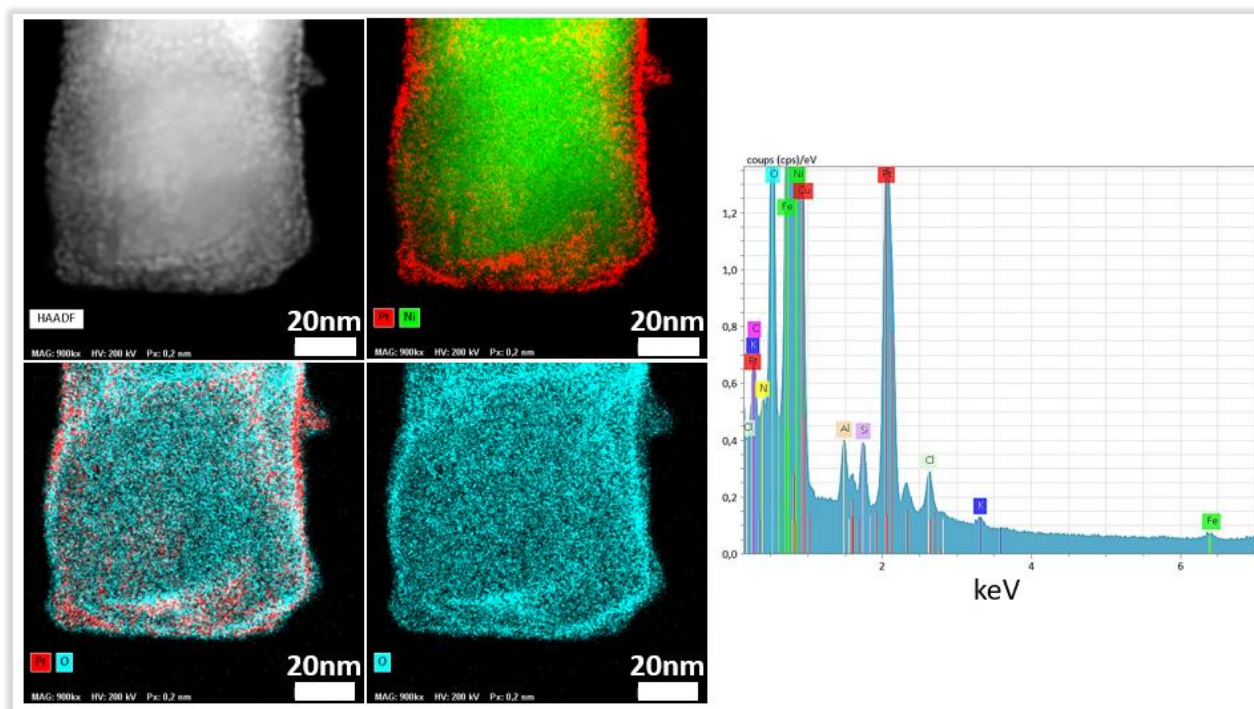 HAADF
20nm
MAG: 900kx HV: 200 kV Px: 0,2 nm
Pt Ni
20nm
MAG: 900kx HV: 200 kV Px: 0,2 nm
Pt O
20nm
MAG: 900kx HV: 200 kV Px: 0,2 nm
O
20nm
MAG: 900kx HV: 200 kV Px: 0,2 nm
coups (cps)/eV
O Ni Pt
Cu
Fe
1,2
1,0
C
0,8
K
Pt
N
0,6
Al Si
Cl
0,4
Cl
0,2
K
Fe
0,0
2 4 6
keV